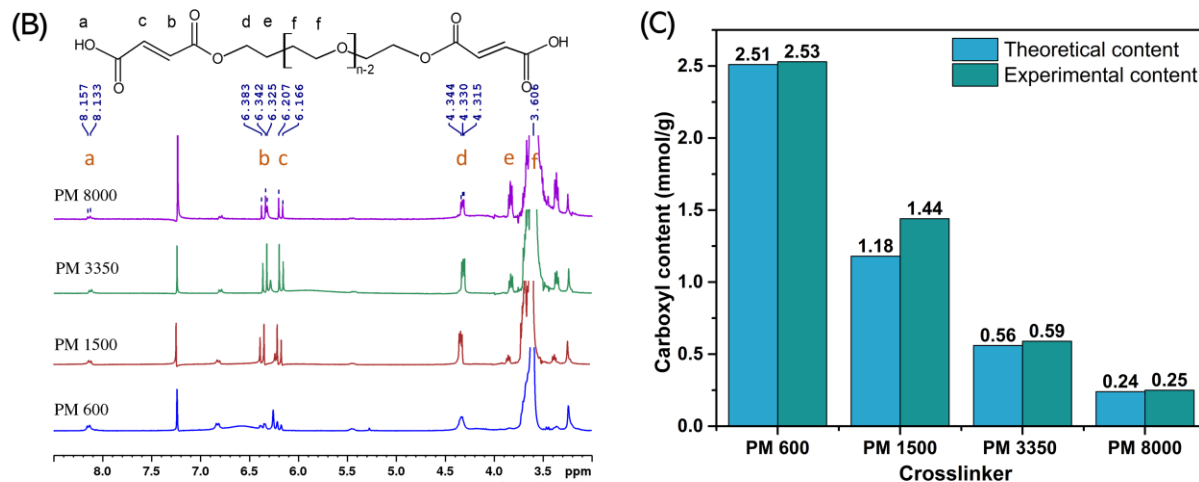 (B)
a c b d e f f
HO
O
O
O
O
n-2
O
O
O
OH
8.157
8.133
6.383
6.342
6.325
6.207
6.166
4.344
4.330
4.315
3.606
a b c d e f
PM 8000
PM 3350
PM 1500
PM 600
8.0 7.5 7.0 6.5 6.0 5.5 5.0 4.5 4.0 3.5 ppm
(C)
Theoretical content
Experimental content
Carboxyl content (mmol/g)
2.5
2.0
1.5
1.0
0.5
0.0
2.51 2.53
1.18 1.44
0.56 0.59
0.24 0.25
PM 600 PM 1500 PM 3350 PM 8000
Crosslinker